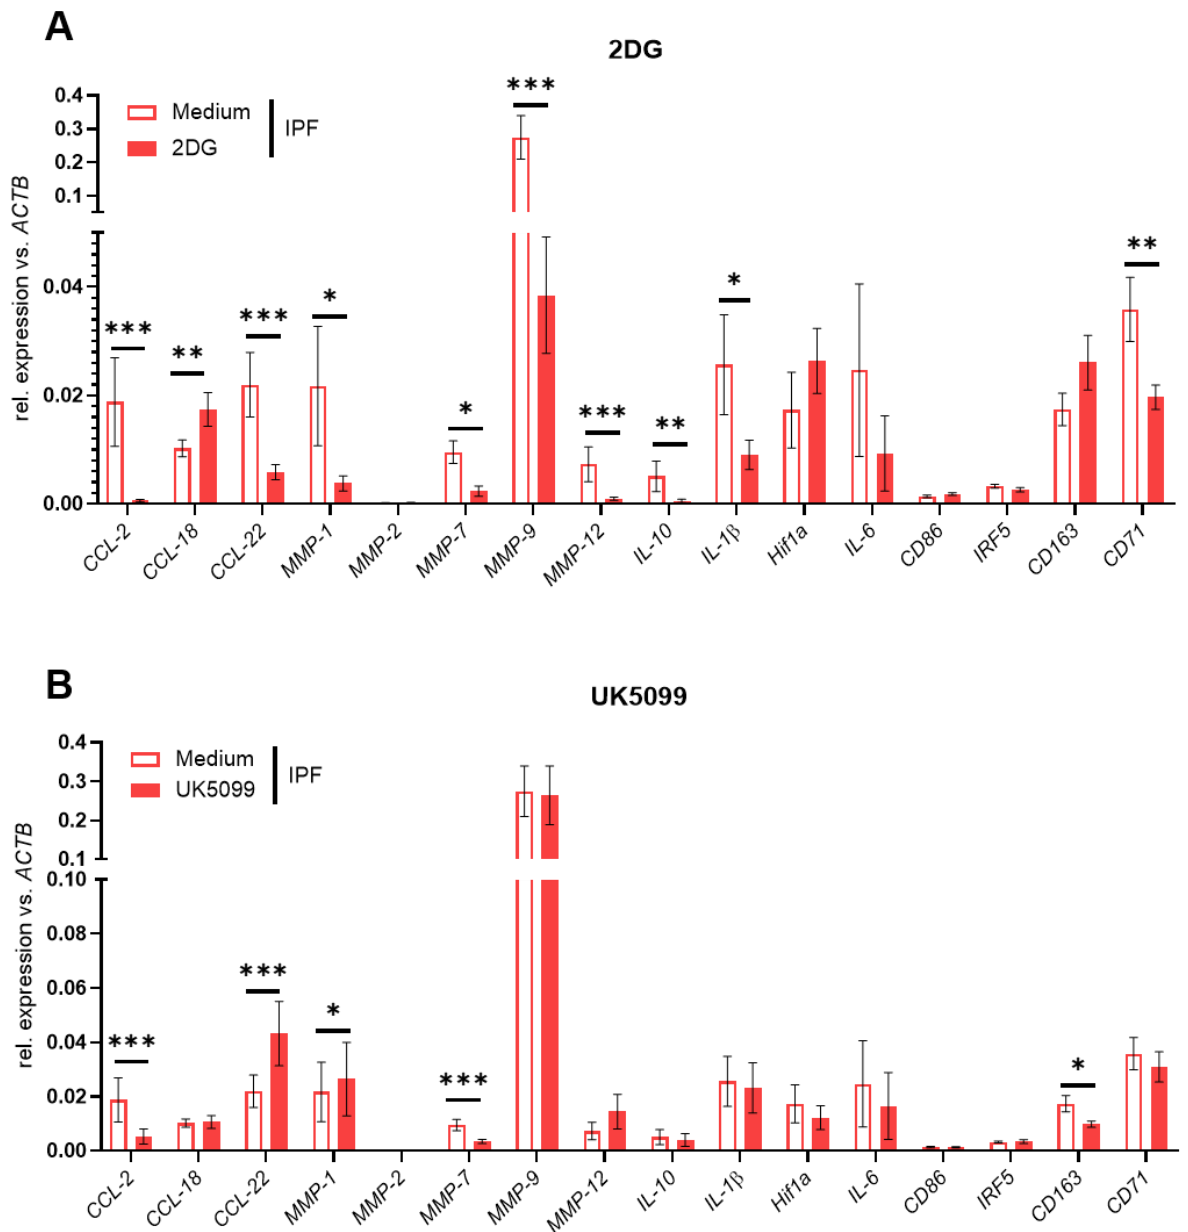 A
2DG
Medium
2DG
IPF
rel. expression vs. ACTB
0.4
0.3
0.2
0.1
0.04
0.02
0.00
***
**
***
*
*
***
***
**
*
**
CCL-2
CCL-18
CCL-22
MMP-1
MMP-2
MMP-7
MMP-9
MMP-12
IL-10
IL-1β
Hif1a
IL-6
CD86
IRF5
CD163
CD71
B
UK5099
Medium
UK5099
IPF
rel. expression vs. ACTB
0.4
0.3
0.2
0.1
0.10
0.08
0.06
0.04
0.02
0.00
***
***
*
***
*
CCL-2
CCL-18
CCL-22
MMP-1
MMP-2
MMP-7
MMP-9
MMP-12
IL-10
IL-1β
Hif1a
IL-6
CD86
IRF5
CD163
CD71